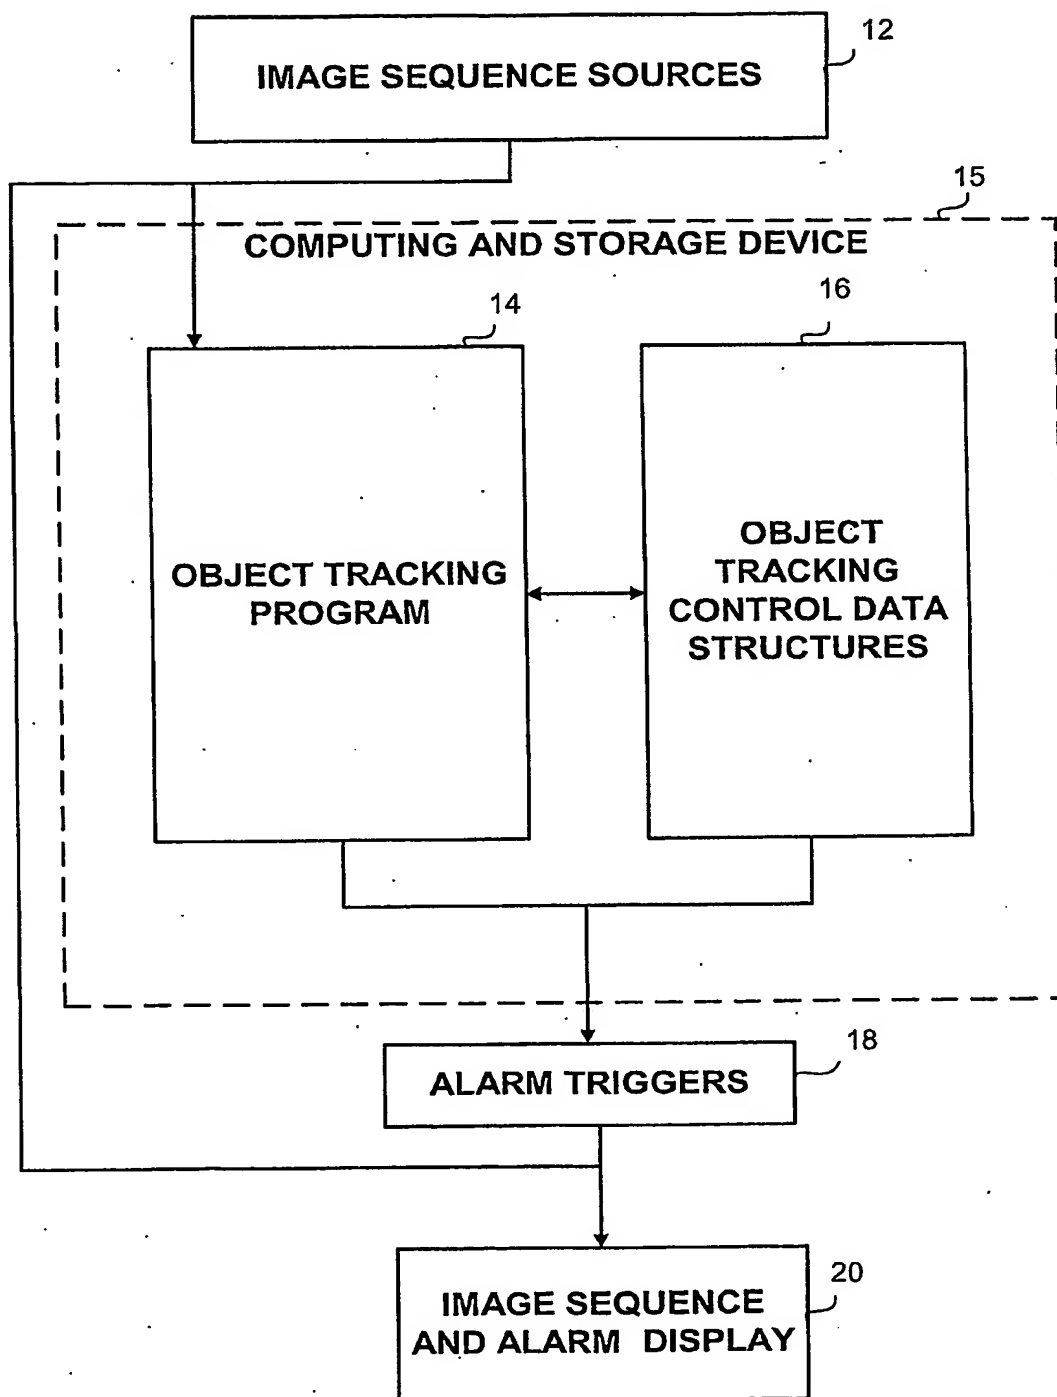 12
IMAGE SEQUENCE SOURCES
15
COMPUTING AND STORAGE DEVICE
14
16
OBJECT TRACKING
PROGRAM
OBJECT
TRACKING
CONTROL DATA
STRUCTURES
18
ALARM TRIGGERS
20
IMAGE SEQUENCE
AND ALARM DISPLAY